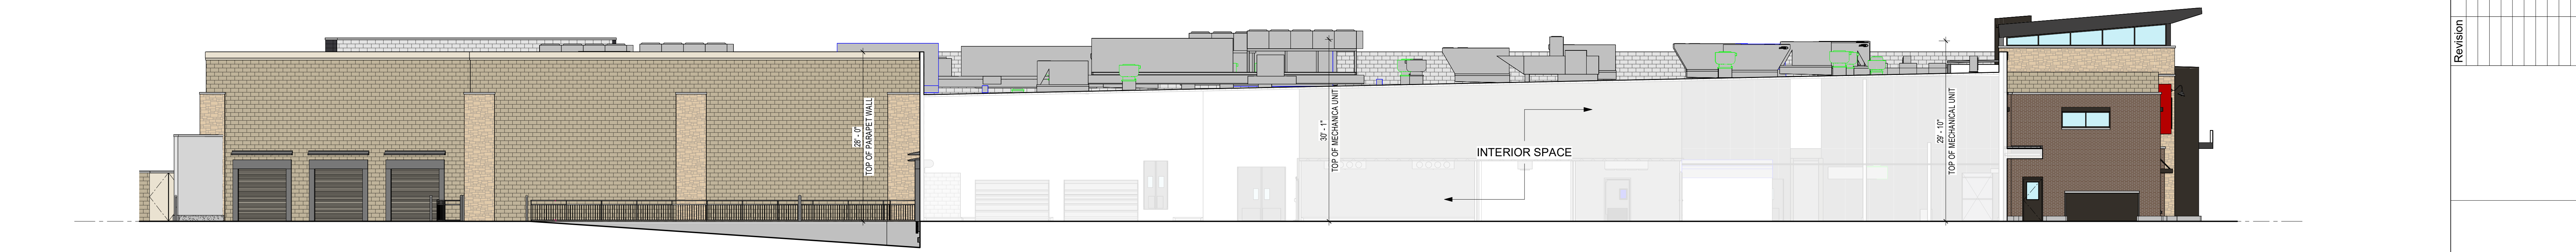 28' - 0"
TOP OF PARAPET WALL
30' - 1"
TOP OF MECHANICA UNIT
INTERIOR SPACE
29' - 10"
TOP OF MECHANICAL UNIT
Revision